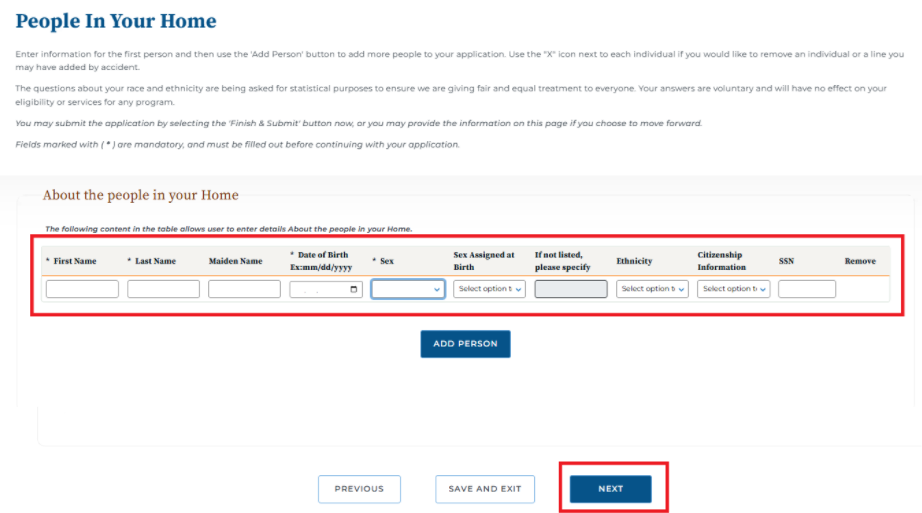 People In Your Home
Enter information for the first person and then use the 'Add Person' button to add more people to your application. Use the "X" icon next to each individual if you would like to remove an individual or a line you
may have added by accident.
The questions about your race and ethnicity are being asked for statistical purposes to ensure we are giving fair and equal treatment to everyone. Your answers are voluntary and will have no effect on your
eligibility or services for any program.
You may submit the application by selecting the 'Finish & Submit' button now, or you may provide the information on this page if you choose to move forward.
Fields marked with ( * ) are mandatory, and must be filled out before continuing with your application.
About the people in your Home
The following content in the table allows user to enter details About the people in your Home.
* First Name
* Last Name
Maiden Name
* Date of Birth
Ex:mm/dd/yyyy
* Sex
Sex Assigned at
Birth
If not listed,
please specify
Ethnicity
Citizenship
Information
SSN
Remove
Select option t
Select option t
Select option t
ADD PERSON
PREVIOUS
SAVE AND EXIT
NEXT